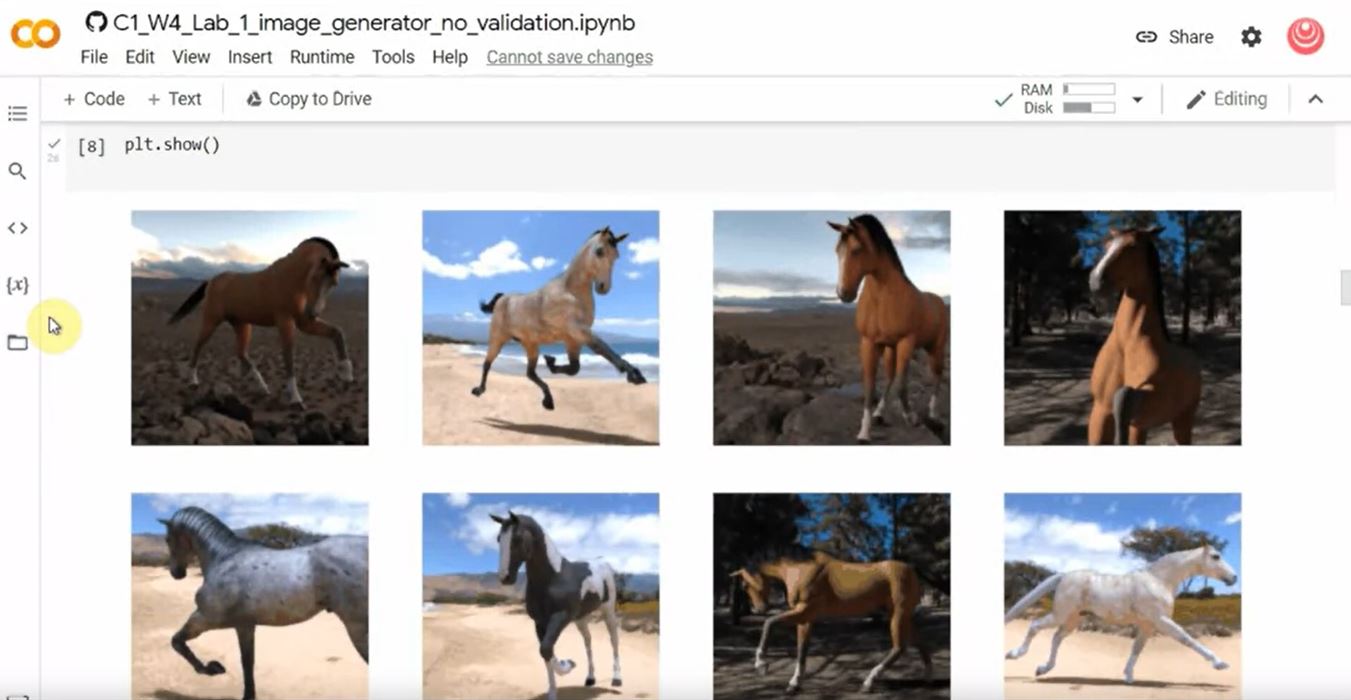 C1_W4_Lab_1_image_generator_no_validation.ipynb
File Edit View Insert Runtime Tools Help Cannot save changes
Share
+ Code + Text Copy to Drive
RAM
Disk
Editing
[8] plt.show()
2s
{x}